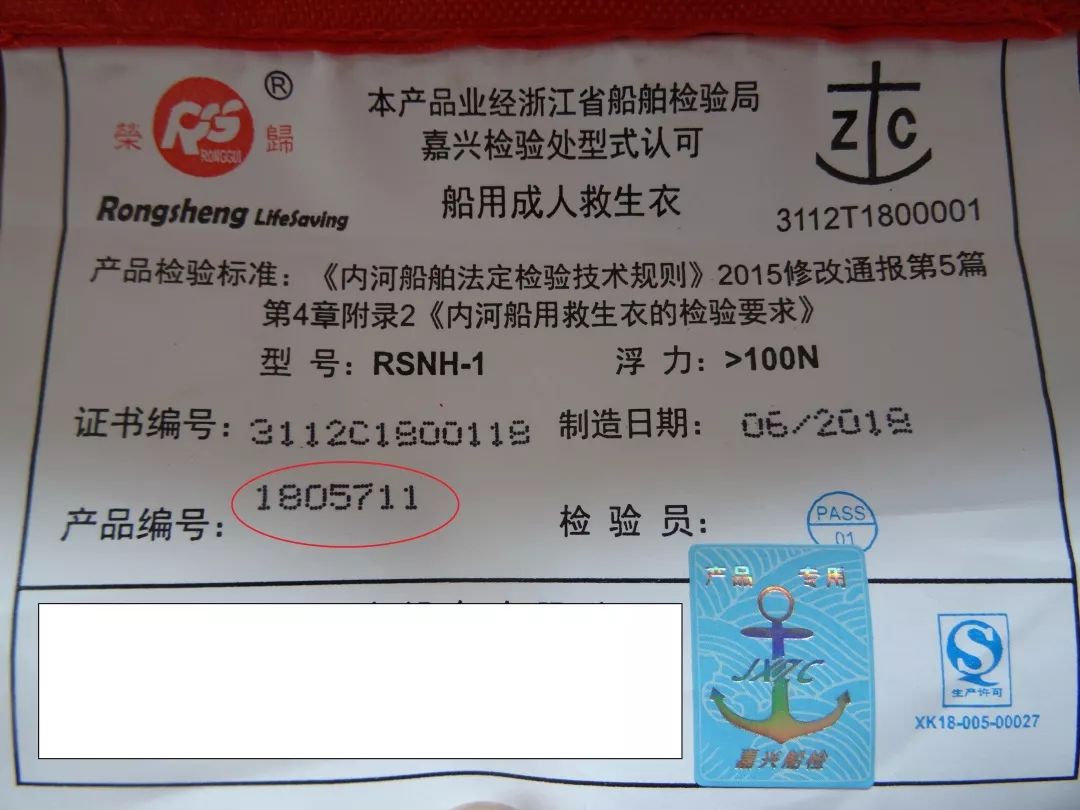 榮 RS RONGGUI 歸 ®
Rongsheng LifeSaving
本产品业经浙江省船舶检验局
嘉兴检验处型式认可
船用成人救生衣
ZC
3112T1800001
产品检验标准：《内河船舶法定检验技术规则》2015修改通报第5篇
第4章附录2《内河船用救生衣的检验要求》
型 号：RSNH-1 浮 力：>100N
证书编号：3112C1800118 制造日期：06/2018
产品编号：1805711 检 验 员：
PASS
01
产品 专用
JXZC
嘉兴船检
生产许可
XK18-005-00027